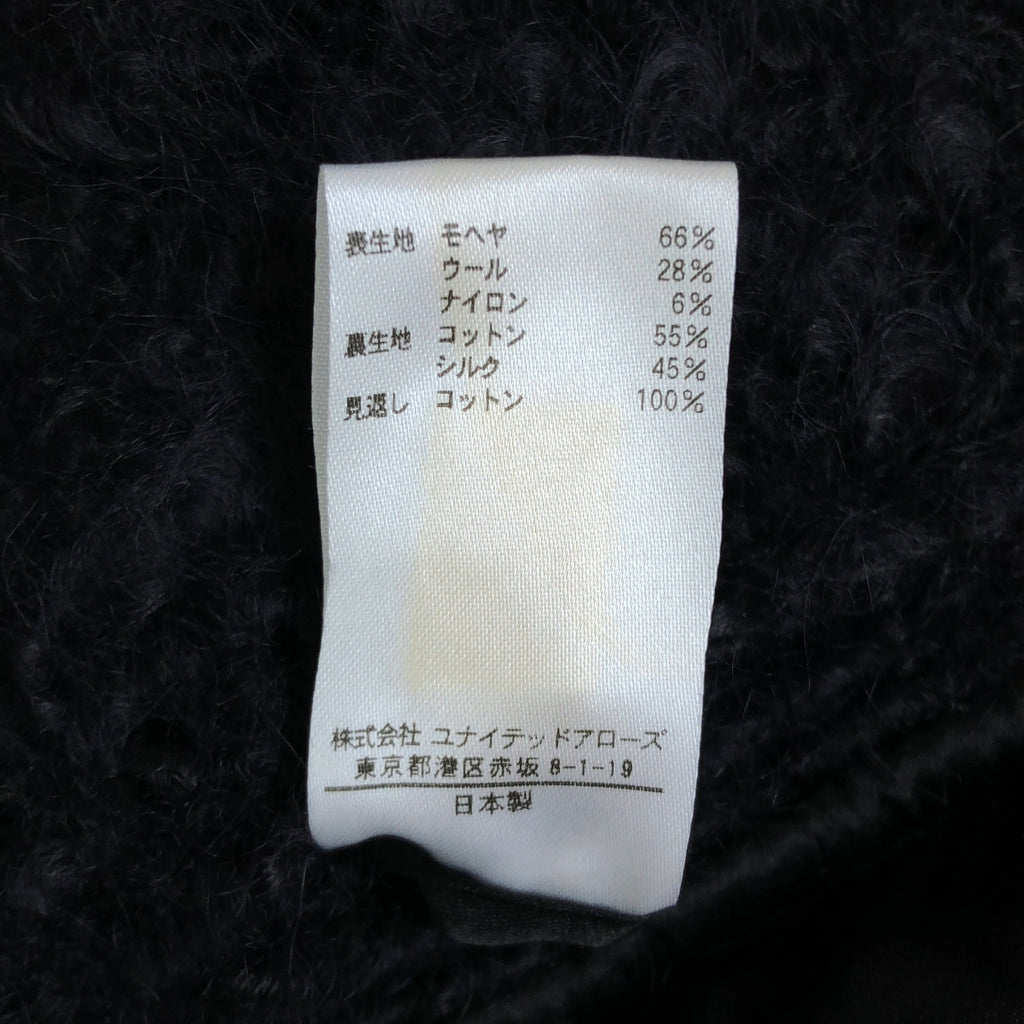 表生地 モヘヤ 66%
ウール 28%
ナイロン 6%
裏生地 コットン 55%
シルク 45%
見返し コットン 100%
株式会社 ユナイテッドアローズ
東京都港区赤坂 8-1-19
日本製